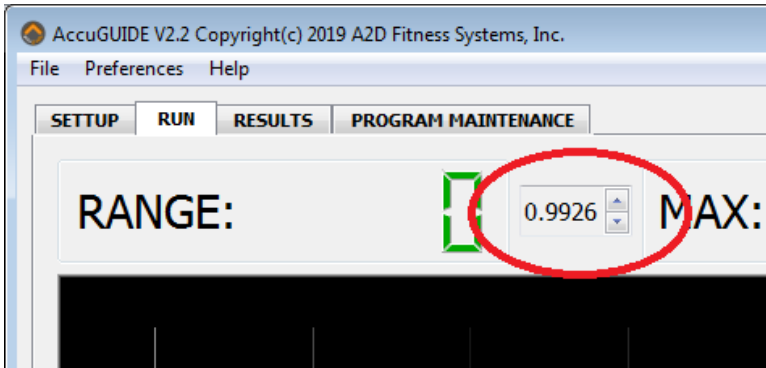 AccuGUIDE V2.2 Copyright(c) 2019 A2D Fitness Systems, Inc.
File Preferences Help
SETTUP RUN RESULTS PROGRAM MAINTENANCE
RANGE: 0 0.9926 MAX: